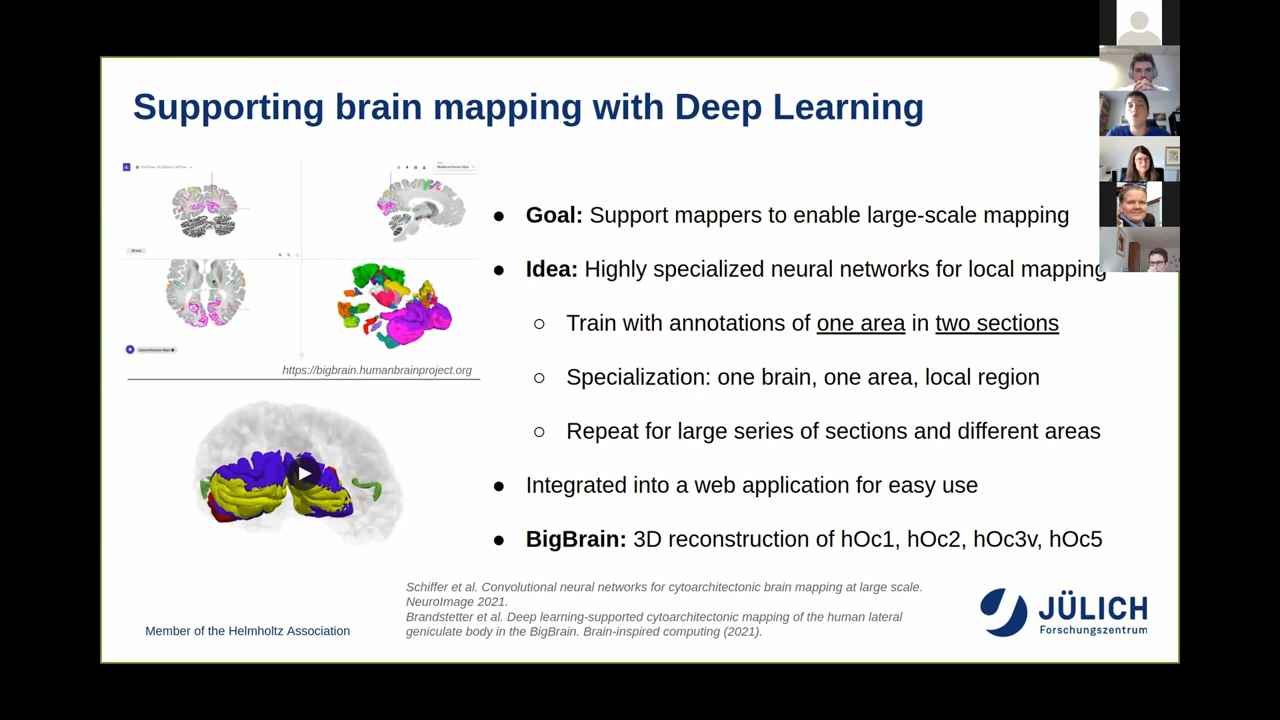 Supporting brain mapping with Deep Learning
● Goal: Support mappers to enable large-scale mapping
● Idea: Highly specialized neural networks for local mapping
○ Train with annotations of one area in two sections
○ Specialization: one brain, one area, local region
○ Repeat for large series of sections and different areas
● Integrated into a web application for easy use
● BigBrain: 3D reconstruction of hOc1, hOc2, hOc3v, hOc5
https://bigbrain.humanbrainproject.org
Schiffer et al. Convolutional neural networks for cytoarchitectonic brain mapping at large scale.
NeuroImage 2021.
Brandstetter et al. Deep learning-supported cytoarchitectonic mapping of the human lateral
geniculate body in the BigBrain. Brain-inspired computing (2021).
Member of the Helmholtz Association
JÜLICH
Forschungszentrum